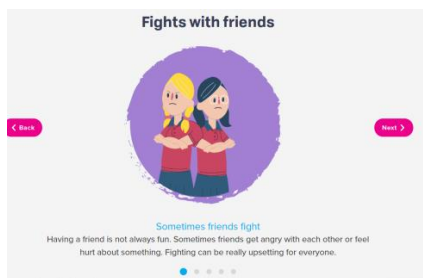 Fights with friends
Back
Next
Sometimes friends fight
Having a friend is not always fun. Sometimes friends get angry with each other or feel
hurt about something. Fighting can be really upsetting for everyone.